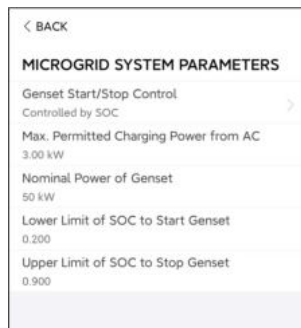 < BACK
MICROGRID SYSTEM PARAMETERS
Genset Start/Stop Control
Controlled by SOC
Max. Permitted Charging Power from AC
3.00 kW
Nominal Power of Genset
50 kW
Lower Limit of SOC to Start Genset
0.200
Upper Limit of SOC to Stop Genset
0.900